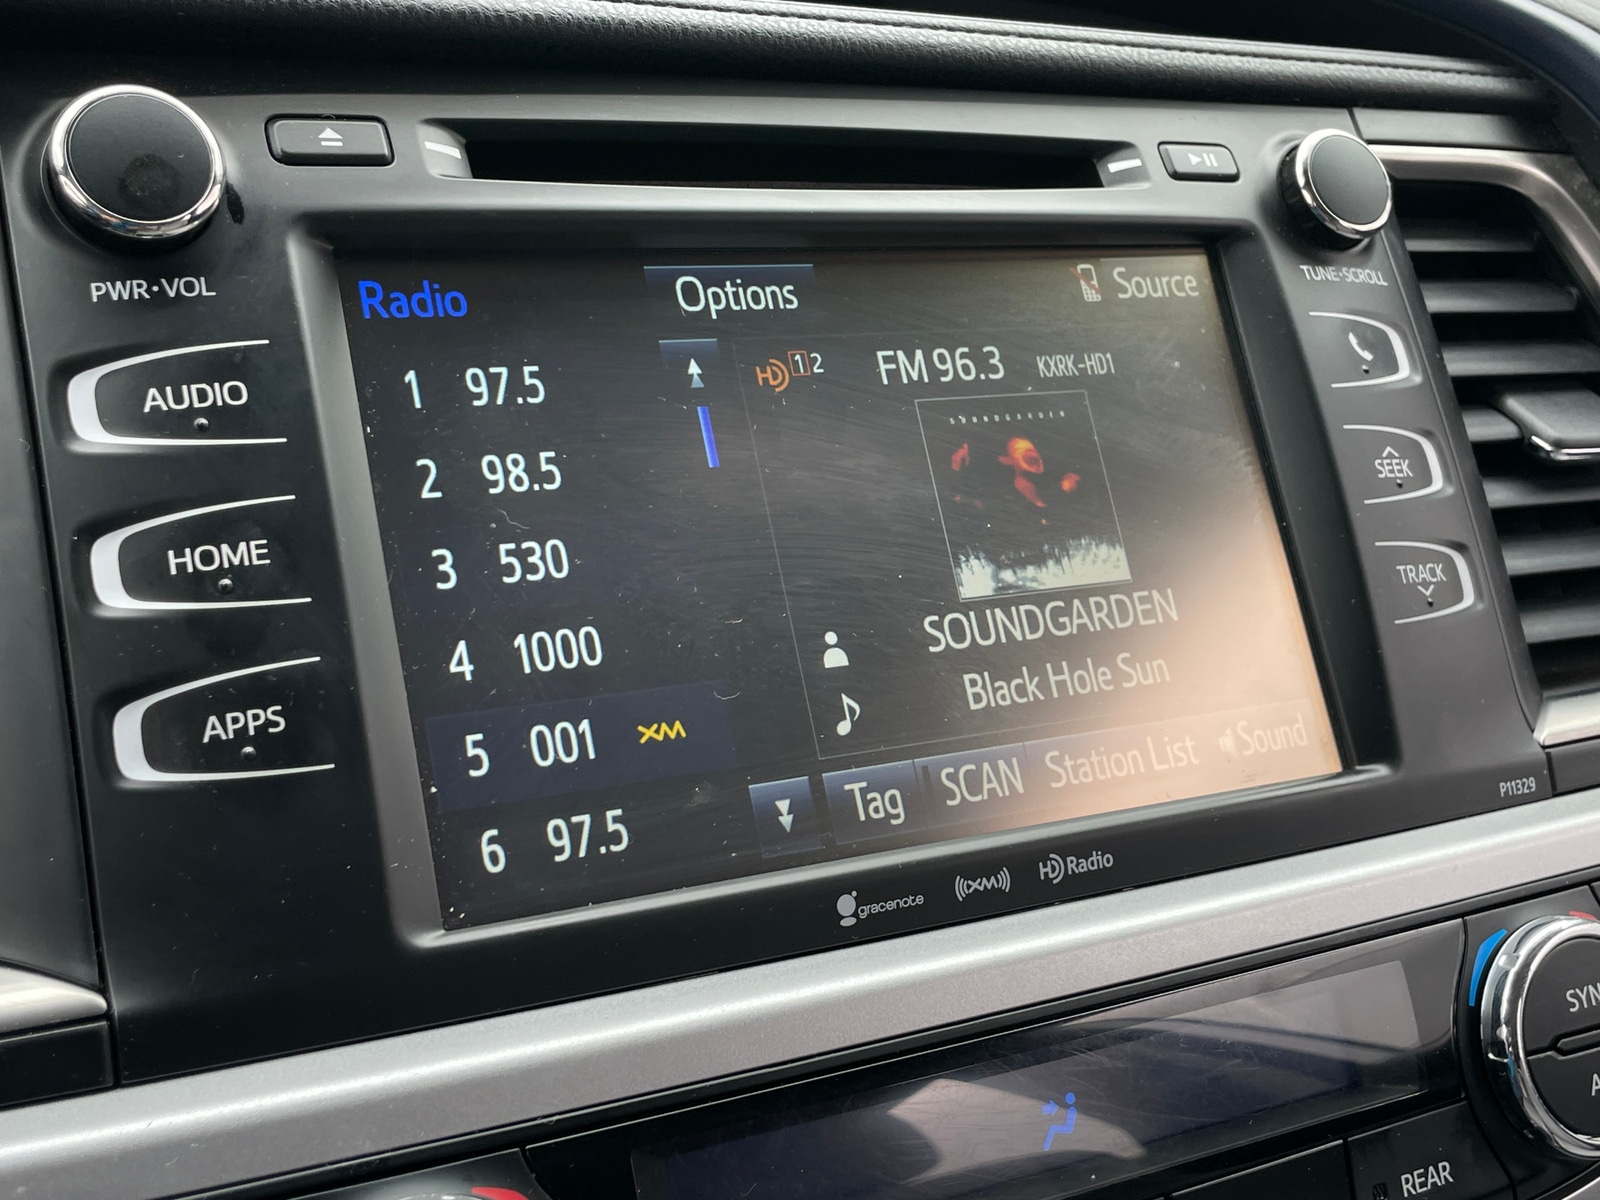 PWR•VOL
TUNE•SCROLL
AUDIO
HOME
APPS
Radio
Options
Source
1 97.5
2 98.5
3 530
4 1000
5 001 XM
6 97.5
HD 1 2
FM 96.3 KXRK-HD1
SOUNDGARDEN
SOUNDGARDEN
Black Hole Sun
Tag
SCAN
Station List
Sound
SEEK
TRACK
P11329
gracenote
((XM))
HD Radio
SYN
A
REAR